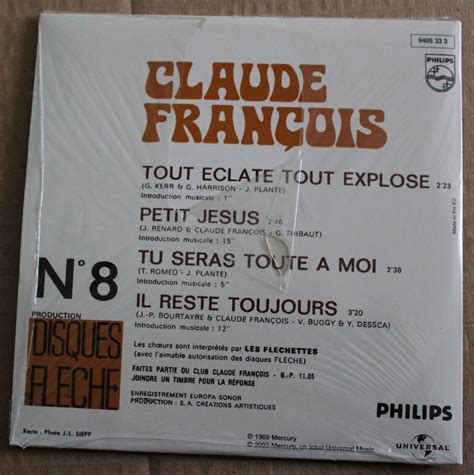 9405 33 3
PHILIPS
CLAUDE
FRANÇOIS
TOUT ECLATE TOUT EXPLOSE 2'23
(G. KERR & G. HARRISON - J. PLANTE)
Introduction musicale : 1"
PETIT JESUS 2'46
(J. RENARD & CLAUDE FRANÇOIS - G. THIBAUT)
Introduction musicale : 15"
TU SERAS TOUTE A MOI 2'38
(T. ROMEO - J. PLANTE)
Introduction musicale : 5"
IL RESTE TOUJOURS 3'20
(J.-P. BOURTAYRE & CLAUDE FRANÇOIS - V. BUGGY & Y. DESSCA)
Introduction musicale : 12"
Made in the EU
N° 8
PRODUCTION
DISQUES
FLECHE
Les chœurs sont interprétés par LES FLECHETTES
(avec l'aimable autorisation des disques FLÈCHE)
FAITES PARTIE DU CLUB CLAUDE FRANÇOIS - B.-P. 11.05
JOINDRE UN TIMBRE POUR LA RÉPONSE
ENREGISTREMENT EUROPA SONOR
PRODUCTION : S. A. CRÉATIONS ARTISTIQUES
PHILIPS
Recto : Photo J.-L. SIEFF
℗ 1969 Mercury
© 2002 Mercury, un label Universal Music
UNIVERSAL